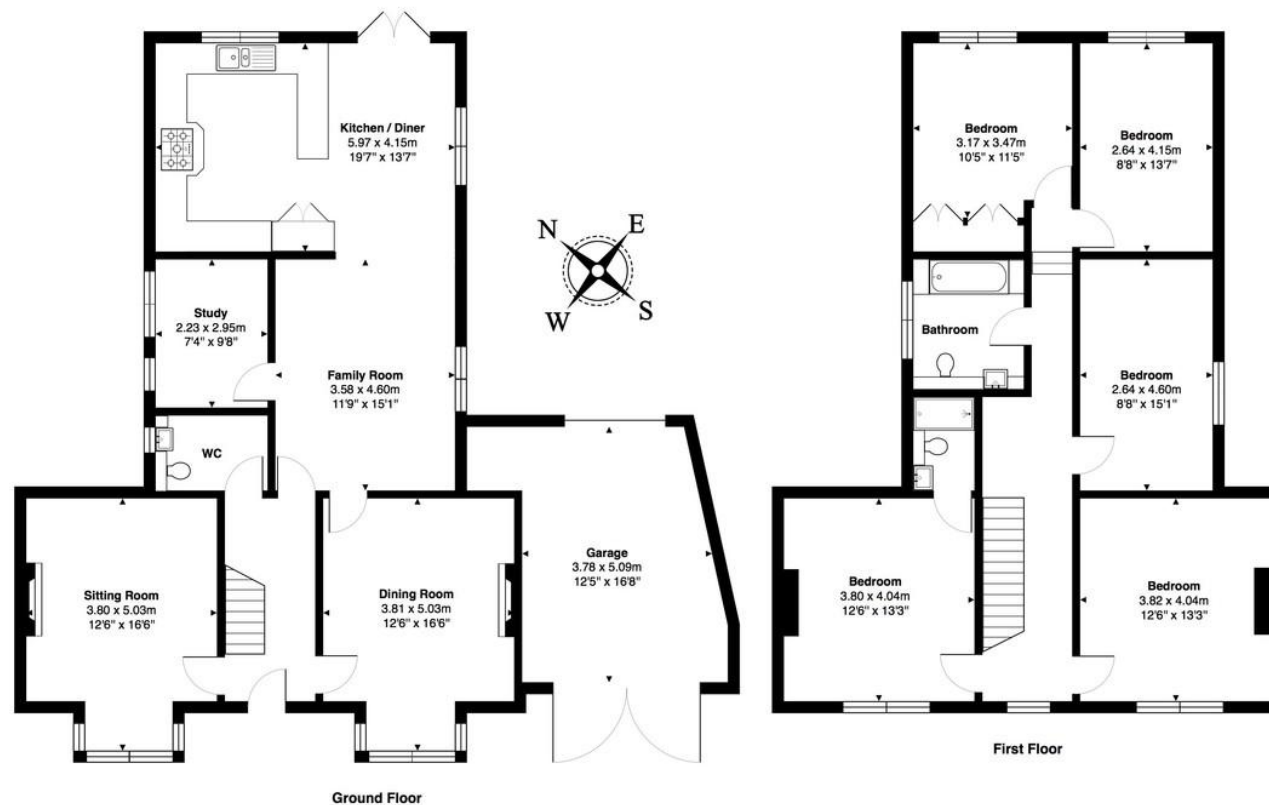 Kitchen / Diner
5.97 x 4.15m
19'7" x 13'7"
Study
2.23 x 2.95m
7'4" x 9'8"
Family Room
3.58 x 4.60m
11'9" x 15'1"
WC
Sitting Room
3.80 x 5.03m
12'6" x 16'6"
Dining Room
3.81 x 5.03m
12'6" x 16'6"
Garage
3.78 x 5.09m
12'5" x 16'8"
Ground Floor
N
E
W
S
Bedroom
3.17 x 3.47m
10'5" x 11'5"
Bedroom
2.64 x 4.15m
8'8" x 13'7"
Bathroom
Bedroom
2.64 x 4.60m
8'8" x 15'1"
Bedroom
3.80 x 4.04m
12'6" x 13'3"
Bedroom
3.82 x 4.04m
12'6" x 13'3"
First Floor